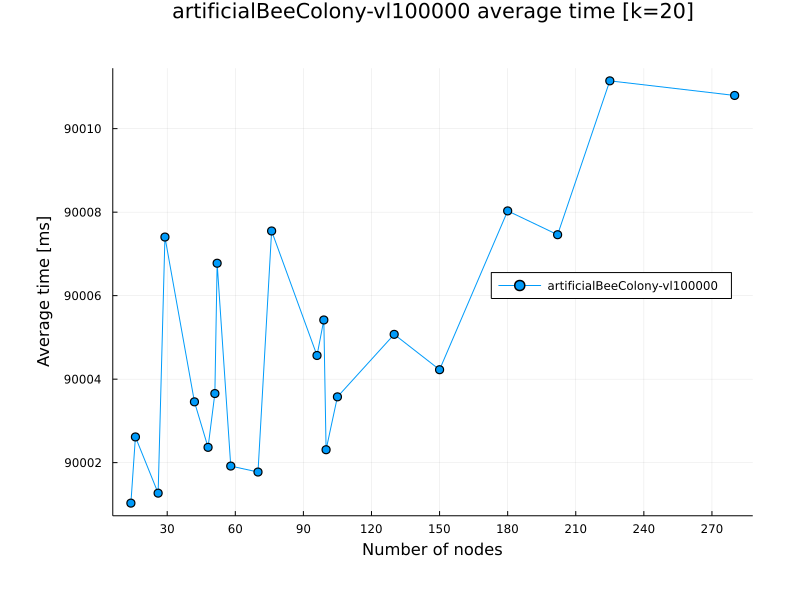 artificialBeeColony-vl100000 average time [k=20]
Average time [ms]
90010
90008
90006
90004
90002
artificialBeeColony-vl100000
30 60 90 120 150 180 210 240 270
Number of nodes